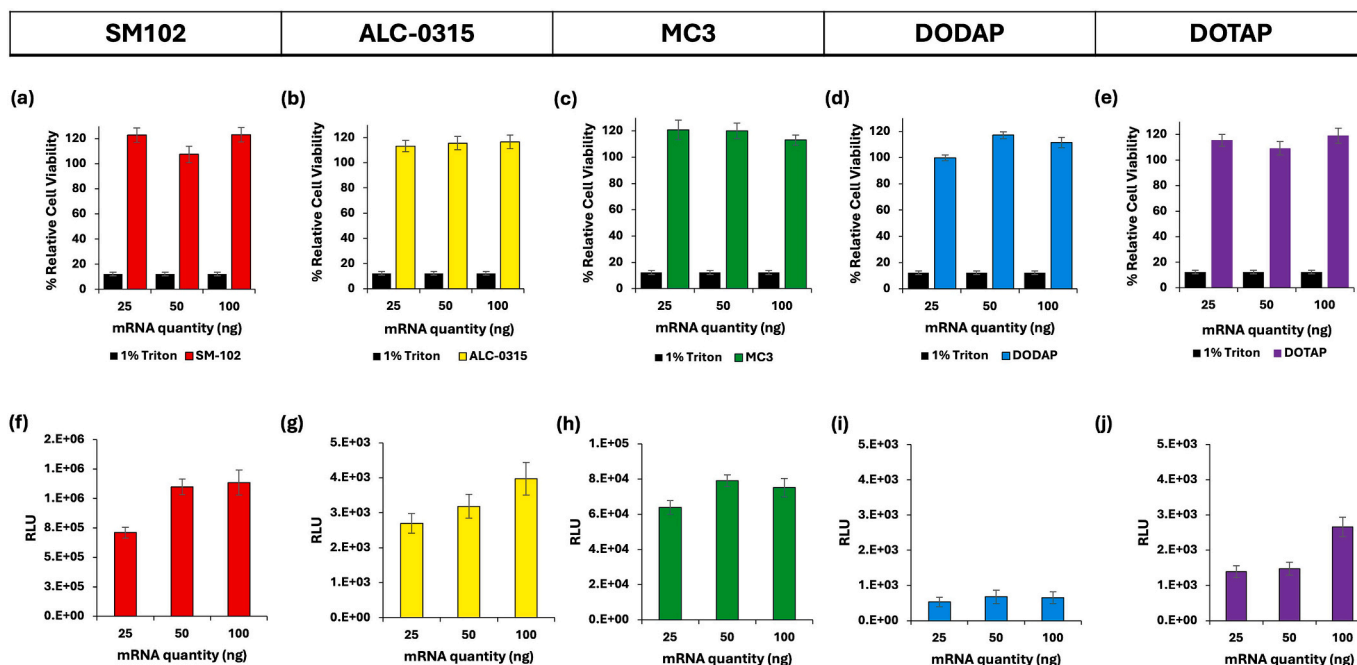 SM102 ALC-0315 MC3 DODAP DOTAP
(a) (b) (c) (d) (e)
% Relative Cell Viability
120
100
80
60
40
20
0
25 50 100
mRNA quantity (ng)
1% Triton SM-102
% Relative Cell Viability
120
100
80
60
40
20
0
25 50 100
mRNA quantity (ng)
1% Triton ALC-0315
% Relative Cell Viability
120
100
80
60
40
20
0
25 50 100
mRNA quantity (ng)
1% Triton MC3
% Relative Cell Viability
120
100
80
60
40
20
0
25 50 100
mRNA quantity (ng)
1% Triton DODAP
% Relative Cell Viability
120
100
80
60
40
20
0
25 50 100
mRNA quantity (ng)
1% Triton DOTAP
(f) (g) (h) (i) (j)
RLU
2.E+06
1.E+06
1.E+06
8.E+05
5.E+05
3.E+05
0.E+00
25 50 100
mRNA quantity (ng)
RLU
5.E+03
4.E+03
3.E+03
2.E+03
1.E+03
0.E+00
25 50 100
mRNA quantity (ng)
RLU
1.E+05
8.E+04
6.E+04
4.E+04
2.E+04
0.E+00
25 50 100
mRNA quantity (ng)
RLU
5.E+03
4.E+03
3.E+03
2.E+03
1.E+03
0.E+00
25 50 100
mRNA quantity (ng)
RLU
5.E+03
4.E+03
3.E+03
2.E+03
1.E+03
0.E+00
25 50 100
mRNA quantity (ng)